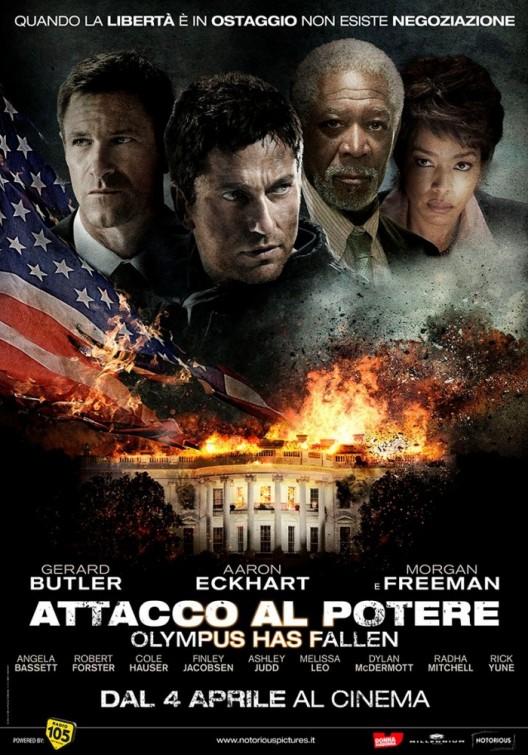 QUANDO LA LIBERTÀ È IN OSTAGGIO NON ESISTE NEGOZIAZIONE
GERARD BUTLER
AARON ECKHART
E MORGAN FREEMAN
ATTACCO AL POTERE
OLYMPUS HAS FALLEN
ANGELA BASSETT
ROBERT FORSTER
COLE HAUSER
FINLEY JACOBSEN
ASHLEY JUDD
MELISSA LEO
DYLAN McDERMOTT
RADHA MITCHELL
RICK YUNE
DAL 4 APRILE AL CINEMA
POWERED BY:
RADIO 105
www.notoriouspictures.it
MILLENNIUM
NOTORIOUS